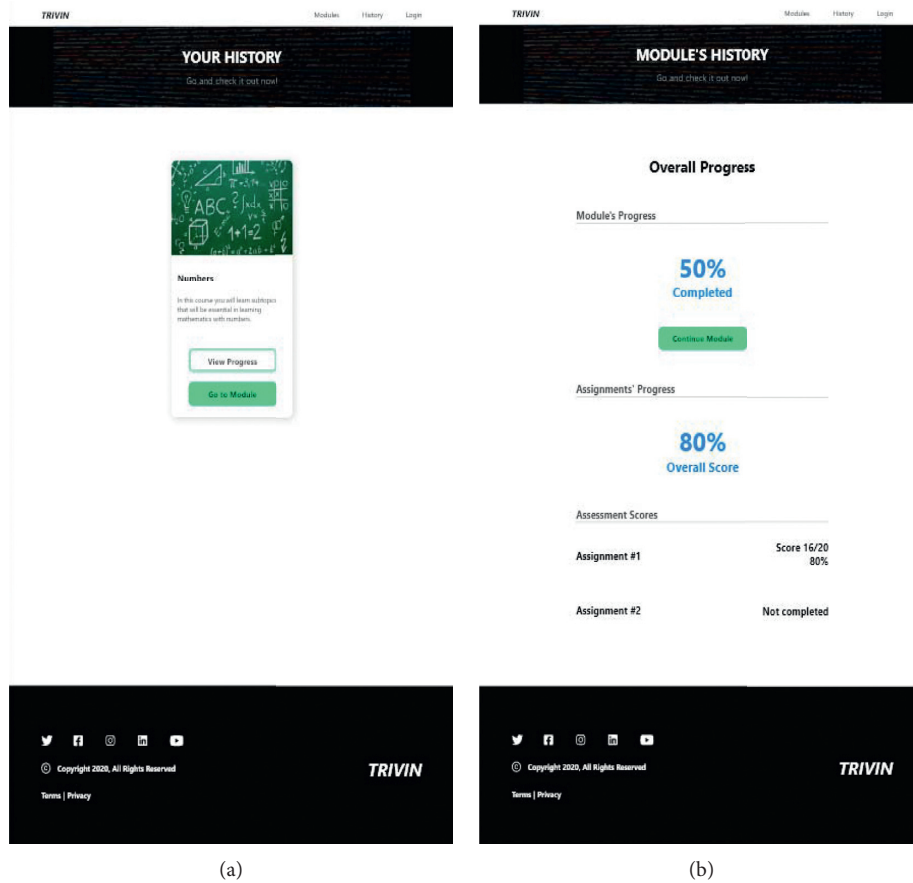 TRIVIN
Modules History Login
YOUR HISTORY
Go and check it out now!
ABC
1+1=2
Numbers
In this course you will learn subtopics
that will be essential in learning
mathematics with numbers.
View Progress
Go to Module
Copyright 2020, All Rights Reserved
TRIVIN
Terms | Privacy
(a)
TRIVIN
Modules History Login
MODULE'S HISTORY
Go and check it out now!
Overall Progress
Module's Progress
50%
Completed
Continue Module
Assignments' Progress
80%
Overall Score
Assessment Scores
Assignment #1
Score 16/20
80%
Assignment #2
Not completed
Copyright 2020, All Rights Reserved
TRIVIN
Terms | Privacy
(b)